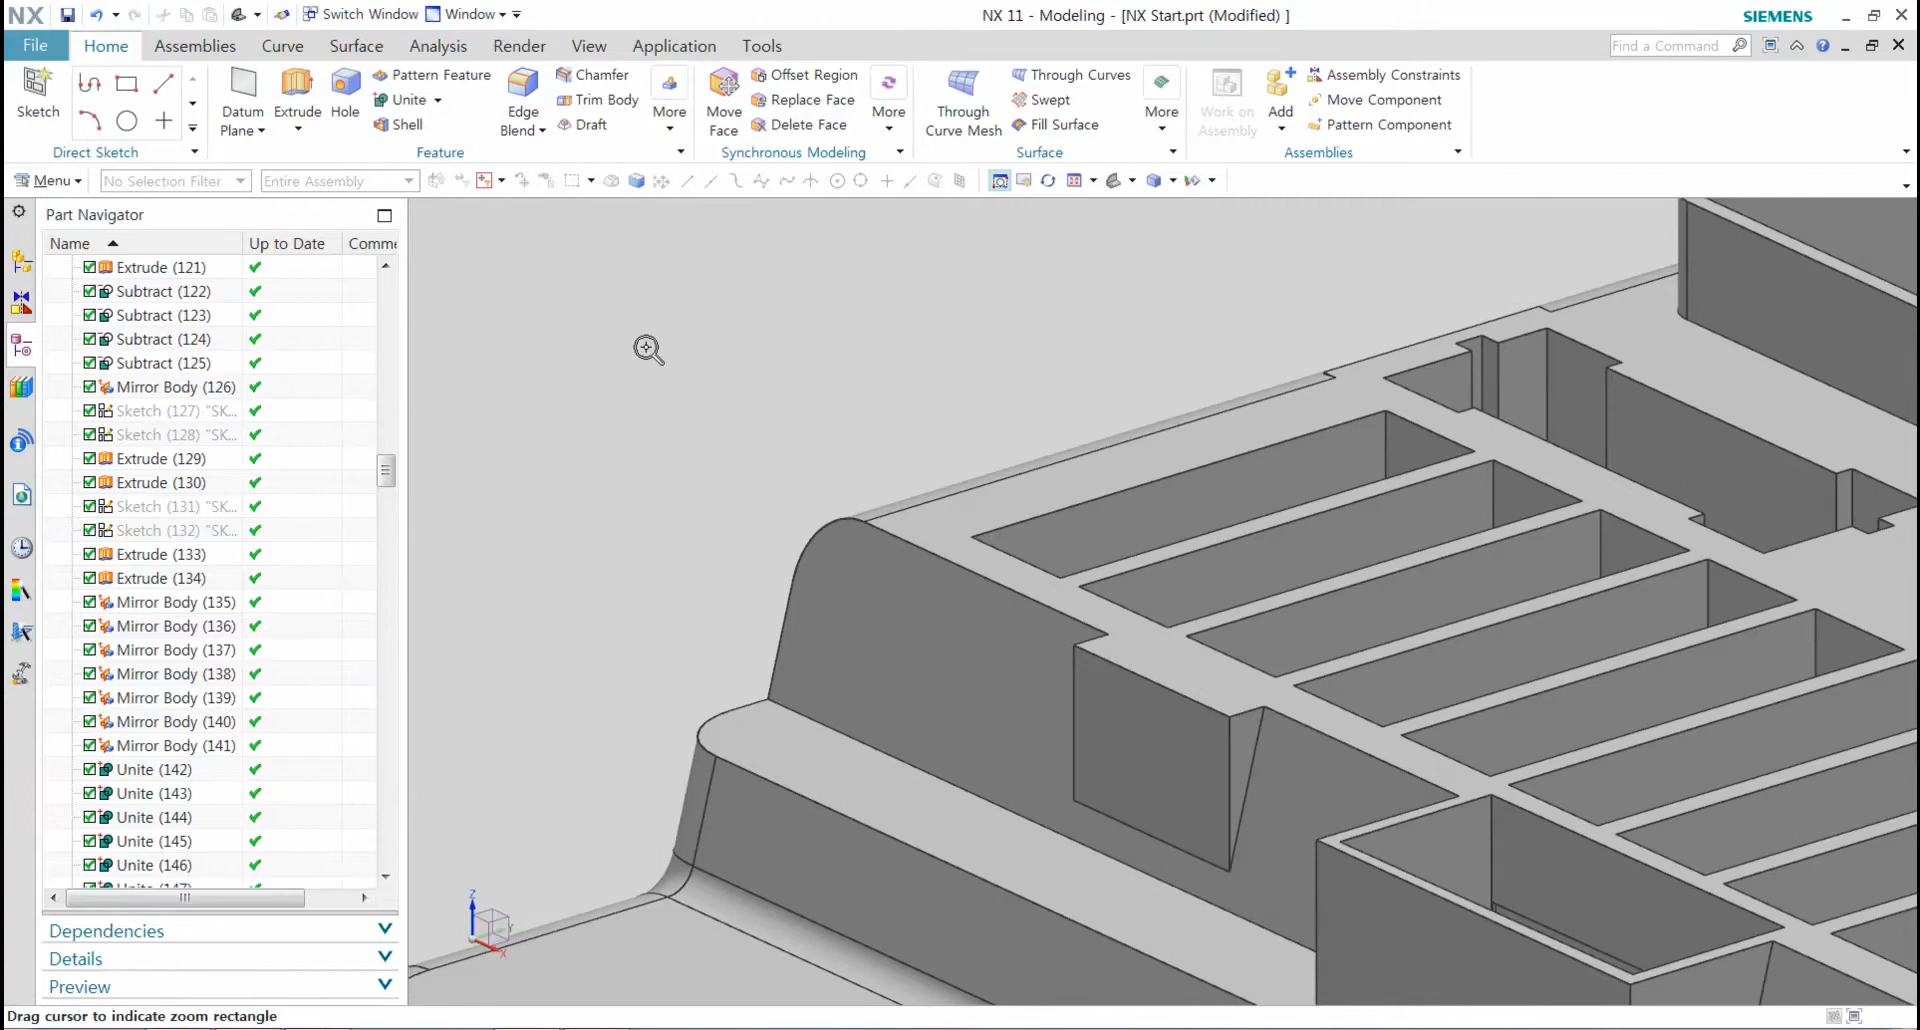 NX Switch Window Window NX 11 - Modeling - [NX Start.prt (Modified) ] SIEMENS
File Home Assemblies Curve Surface Analysis Render View Application Tools Find a Command
Sketch
Direct Sketch
Datum Plane
Extrude
Hole
Pattern Feature
Unite
Shell
Edge Blend
Chamfer
Trim Body
Draft
More
Feature
Move Face
Offset Region
Replace Face
Delete Face
More
Synchronous Modeling
Through Curve Mesh
Through Curves
Swept
Fill Surface
More
Surface
Work on Assembly
Add
Assembly Constraints
Move Component
Pattern Component
Assemblies
Menu No Selection Filter Entire Assembly
Part Navigator
Name Up to Date Comme
Extrude (121)
Subtract (122)
Subtract (123)
Subtract (124)
Subtract (125)
Mirror Body (126)
Sketch (127) "SK...
Sketch (128) "SK...
Extrude (129)
Extrude (130)
Sketch (131) "SK...
Sketch (132) "SK...
Extrude (133)
Extrude (134)
Mirror Body (135)
Mirror Body (136)
Mirror Body (137)
Mirror Body (138)
Mirror Body (139)
Mirror Body (140)
Mirror Body (141)
Unite (142)
Unite (143)
Unite (144)
Unite (145)
Unite (146)
Dependencies
Details
Preview
Z
Y
X
Drag cursor to indicate zoom rectangle